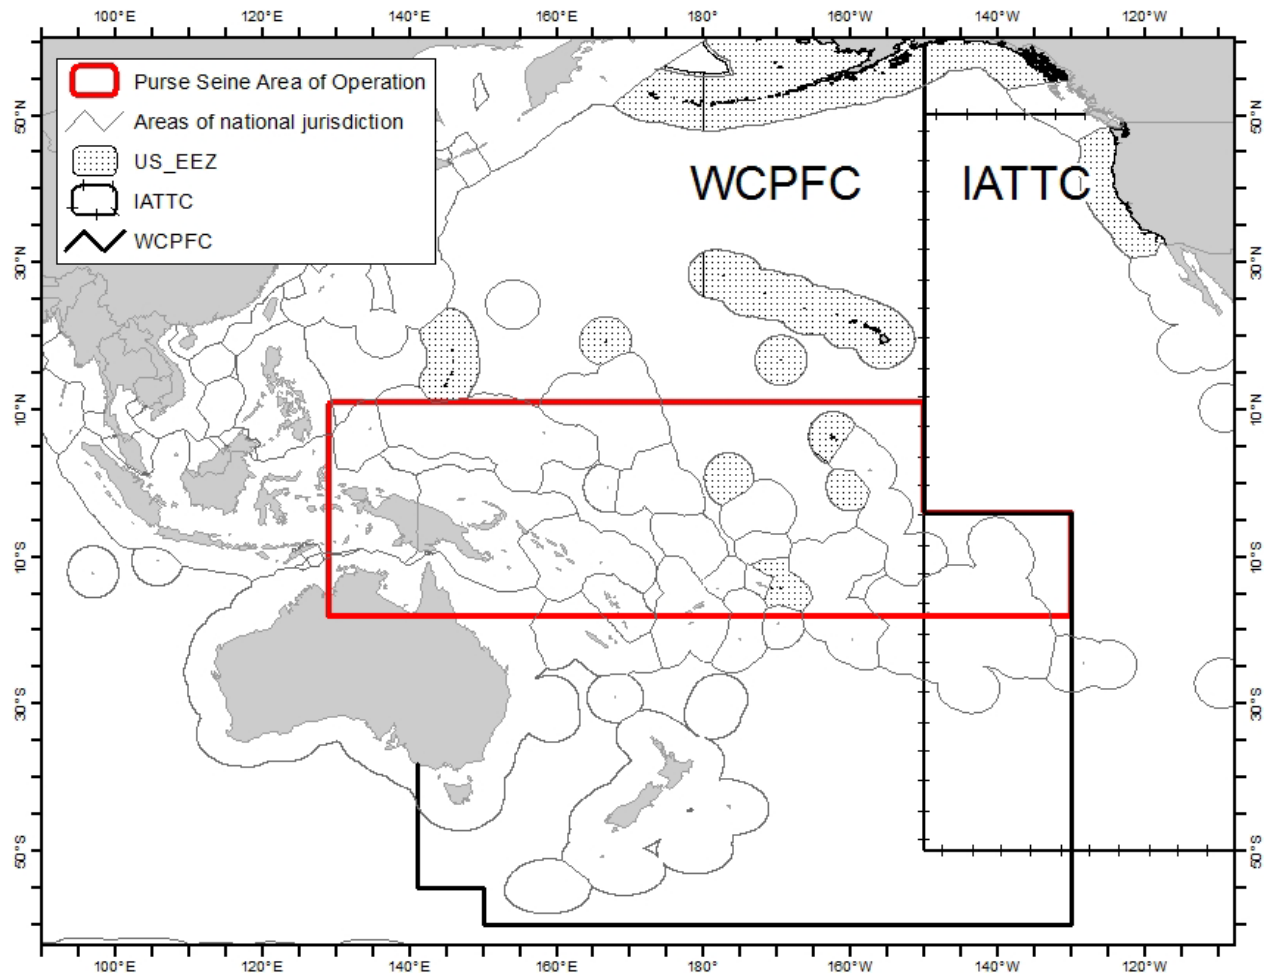 100°E 120°E 140°E 160°E 180° 160°W 140°W 120°W
Purse Seine Area of Operation
Areas of national jurisdiction
US_EEZ
IATTC
WCPFC
WCPFC IATTC
50°N 50°N
30°N 30°N
10°N 10°N
10°S 10°S
30°S 30°S
50°S 50°S
100°E 120°E 140°E 160°E 180° 160°W 140°W 120°W